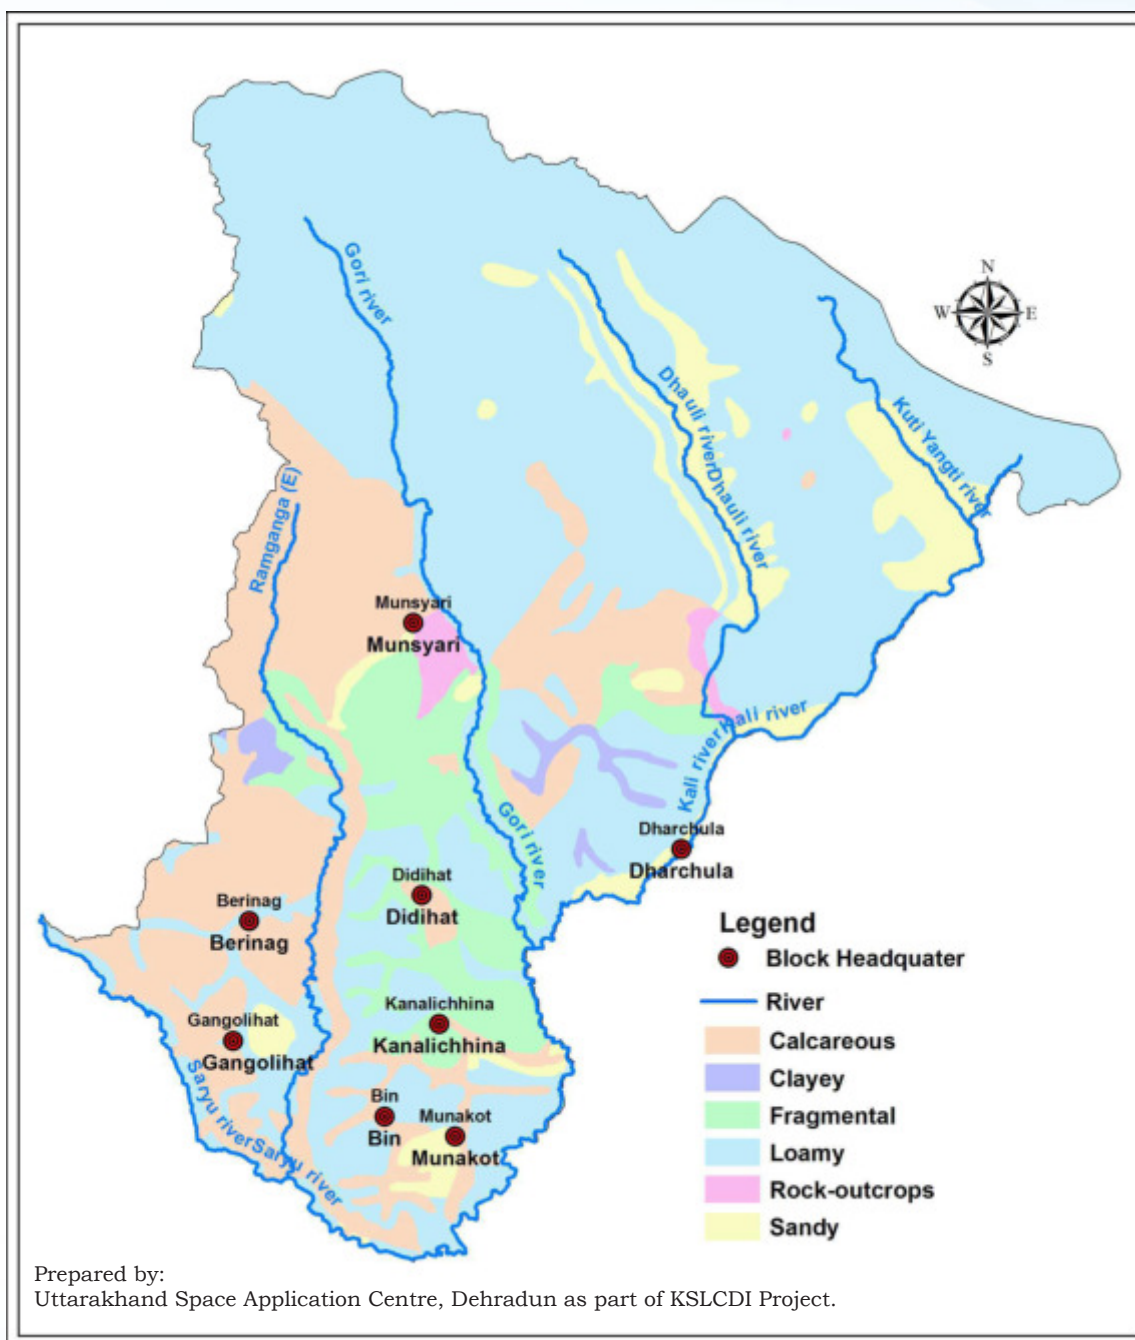 N
W
E
S
Gori river
Dhauli river
Dhauli river
Kuti Yangti river
Ramganga (E)
Munsyari
Munsyari
Kali river
Kali river
Gori river
Dharchula
Dharchula
Didihat
Didihat
Berinag
Berinag
Kanalichhina
Kanalichhina
Gangolihat
Gangolihat
Saryu river
Saryu river
Bin
Bin
Munakot
Munakot
Legend
Block Headquater
River
Calcareous
Clayey
Fragmental
Loamy
Rock-outcrops
Sandy
Prepared by:
Uttarakhand Space Application Centre, Dehradun as part of KSLCDI Project.